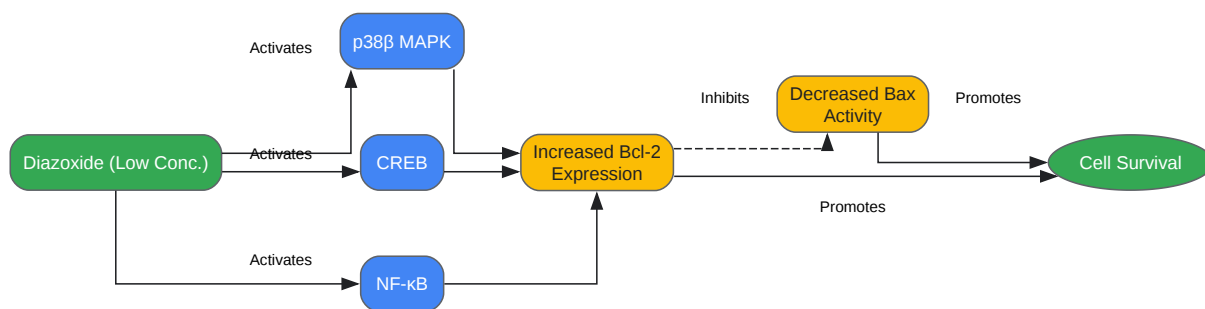 Activates
p38β MAPK
Diazoxide (Low Conc.)
Activates
CREB
Activates
NF-κB
Increased Bcl-2
Expression
Inhibits
Decreased Bax
Activity
Promotes
Promotes
Cell Survival